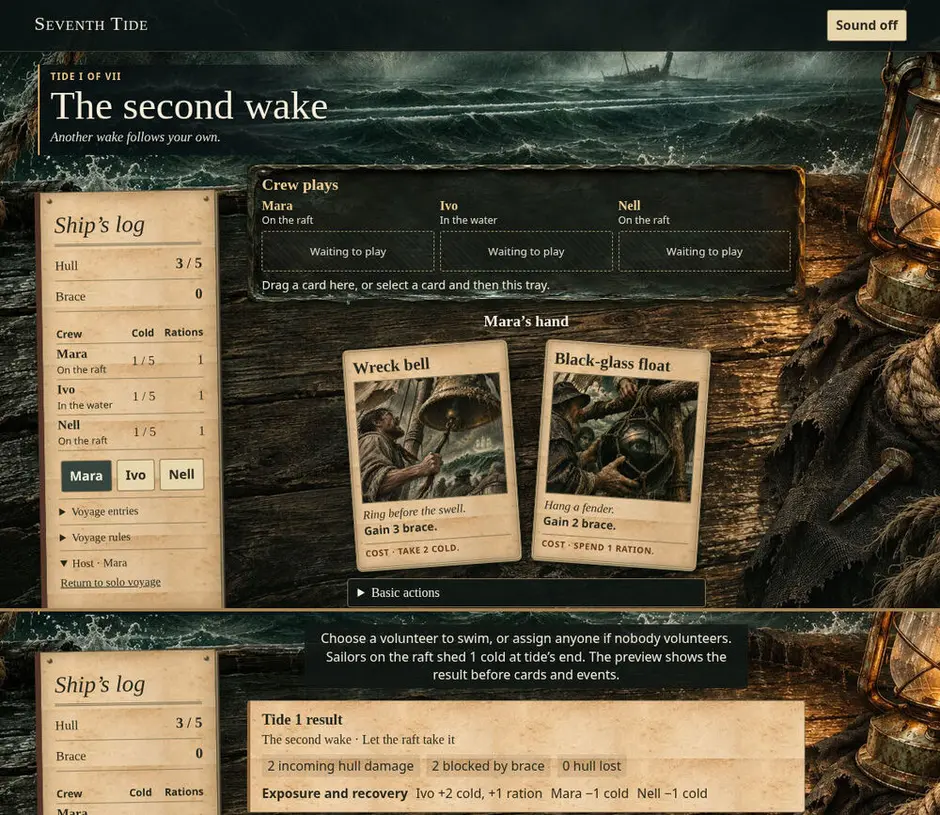 Seventh Tide
Sound off
TIDE I OF VII
The second wake
Another wake follows your own.
Ship's log
Hull 3 / 5
Brace 0
Crew Cold Rations
Mara
On the raft 1 / 5 1
Ivo
In the water 1 / 5 1
Nell
On the raft 1 / 5 1
Mara Ivo Nell
Voyage entries
Voyage rules
Host · Mara
Return to solo voyage
Crew plays
Mara Ivo Nell
On the raft In the water On the raft
Waiting to play Waiting to play Waiting to play
Drag a card here, or select a card and then this tray.
Mara's hand
Wreck bell
Ring before the swell.
Gain 3 brace.
COST · TAKE 2 COLD.
Black-glass float
Hang a fender.
Gain 2 brace.
COST · SPEND 1 RATION.
Basic actions
Choose a volunteer to swim, or assign anyone if nobody volunteers.
Sailors on the raft shed 1 cold at tide's end. The preview shows the
result before cards and events.
Ship's log
Hull 3 / 5
Brace 0
Crew Cold Rations
Mara
Tide 1 result
The second wake · Let the raft take it
2 incoming hull damage 2 blocked by brace 0 hull lost
Exposure and recovery Ivo +2 cold, +1 ration Mara −1 cold Nell −1 cold